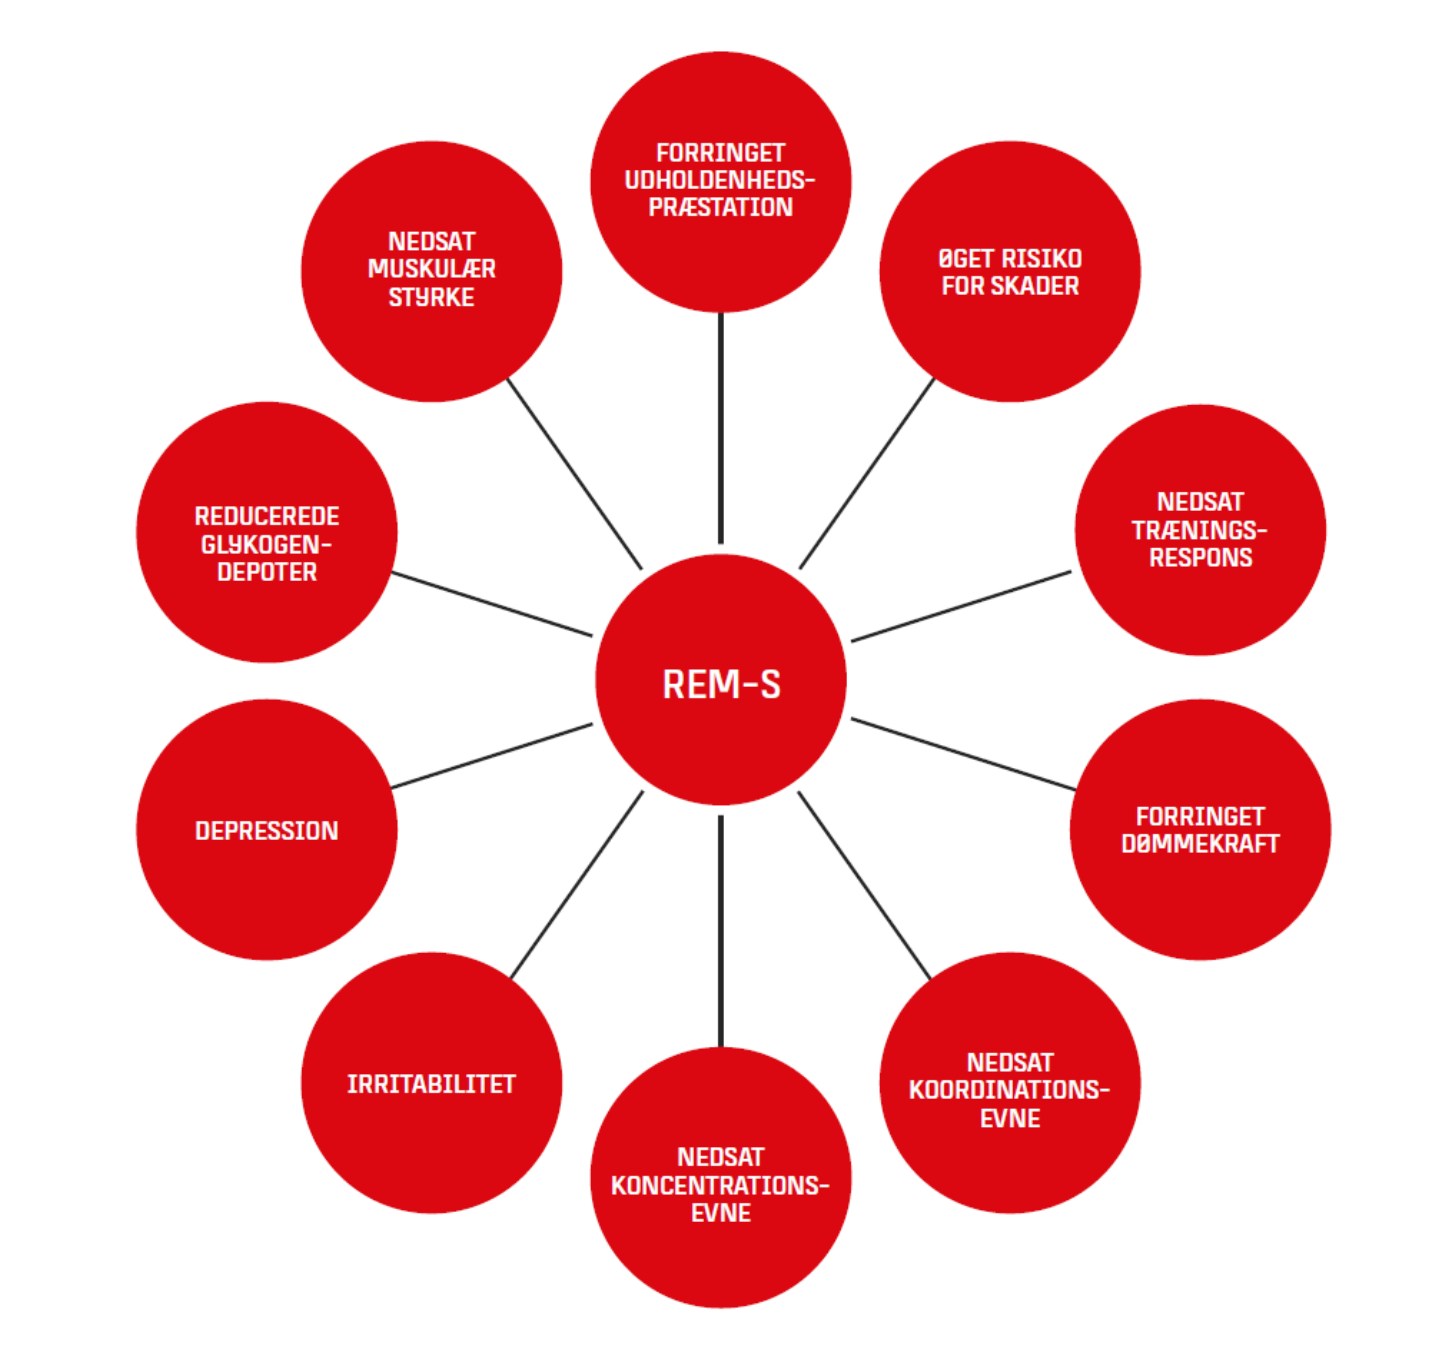 FORRINGET
UDHOLDENHEDS-
PRÆSTATION
ØGET RISIKO
FOR SKADER
NEDSAT
TRÆNINGS-
RESPONS
FORRINGET
DØMMEKRAFT
NEDSAT
KOORDINATIONS-
EVNE
NEDSAT
KONCENTRATIONS-
EVNE
IRRITABILITET
DEPRESSION
REDUCEREDE
GLYKOGEN-
DEPOTER
NEDSAT
MUSKULÆR
STYRKE
REM-S